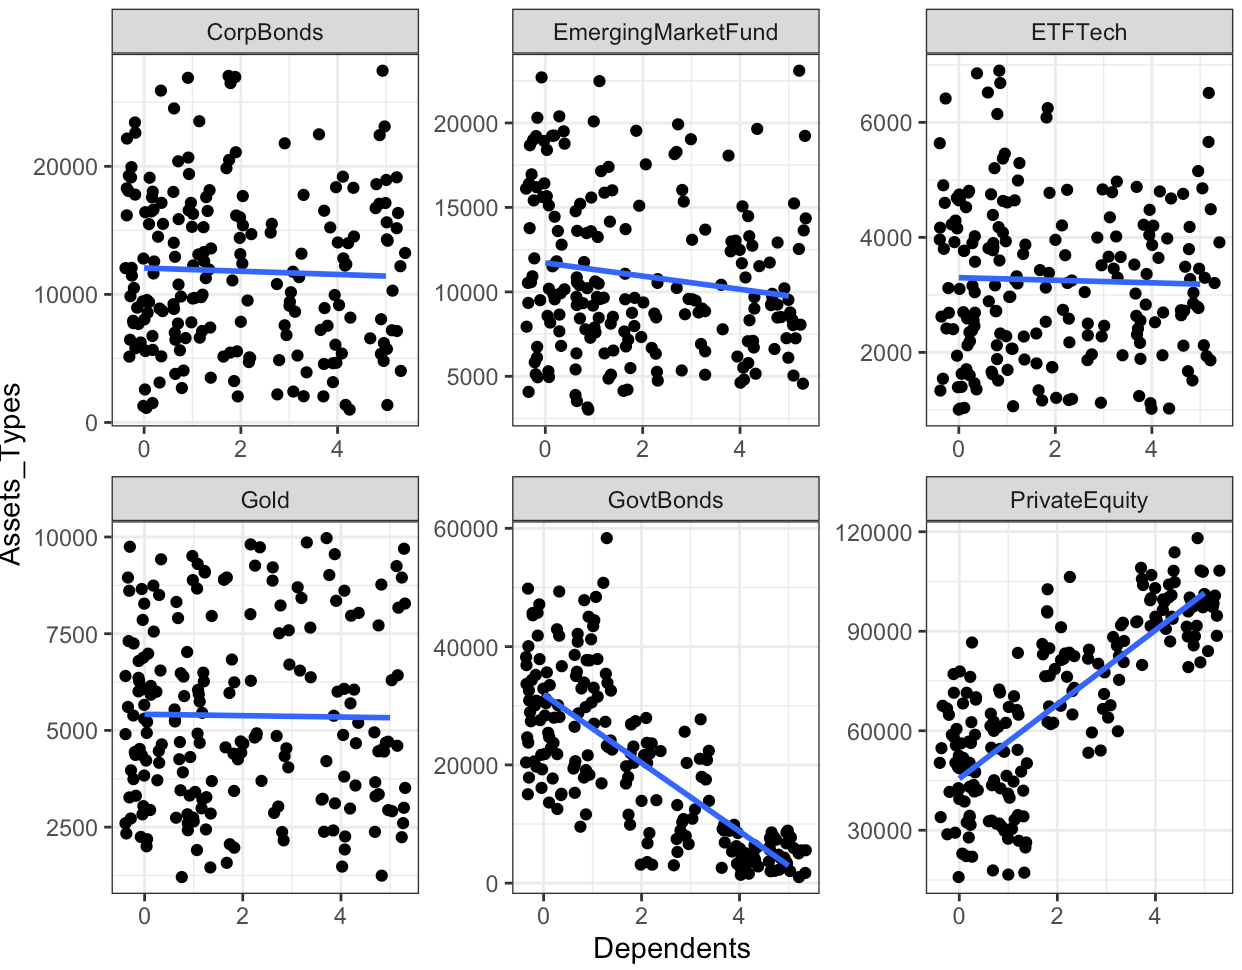 CorpBonds EmergingMarketFund ETFTech
20000
10000
0
0 2 4
20000
15000
10000
5000
0 2 4
6000
4000
2000
0 2 4
Assets_Types
Gold GovtBonds PrivateEquity
10000
7500
5000
2500
0 2 4
60000
40000
20000
0
0 2 4
120000
90000
60000
30000
0 2 4
Dependents